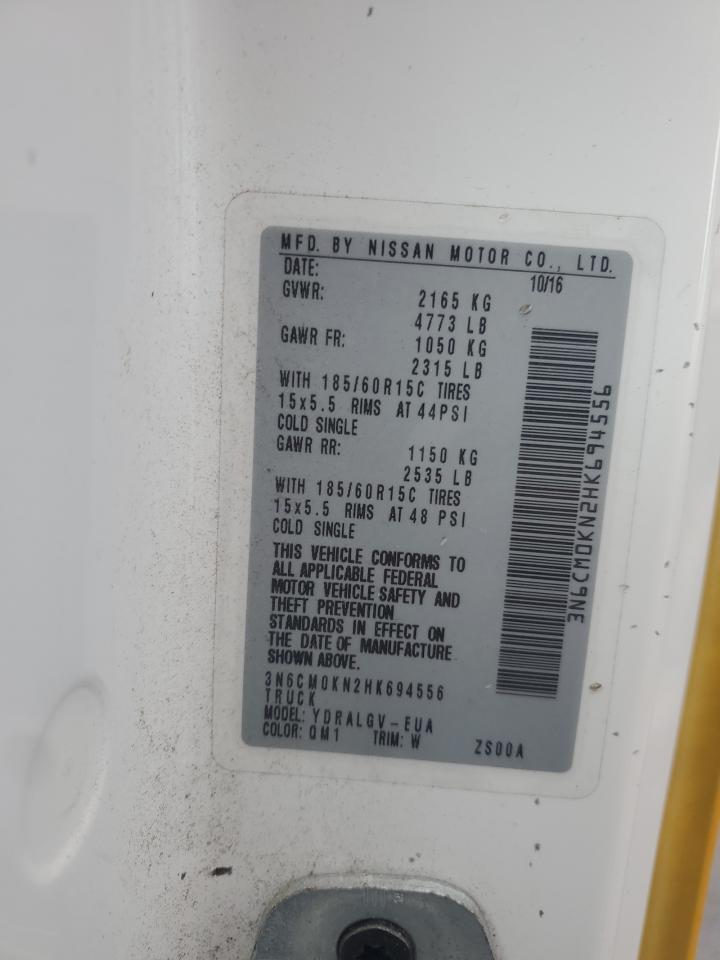 MFD. BY NISSAN MOTOR CO., LTD.
DATE: 10/16
GVWR: 2165 KG
4773 LB
GAWR FR: 1050 KG
2315 LB
WITH 185/60R15C TIRES
15x5.5 RIMS AT 44PSI
COLD SINGLE
GAWR RR: 1150 KG
2535 LB
WITH 185/60R15C TIRES
15x5.5 RIMS AT 48 PSI
COLD SINGLE
THIS VEHICLE CONFORMS TO
ALL APPLICABLE FEDERAL
MOTOR VEHICLE SAFETY AND
THEFT PREVENTION
STANDARDS IN EFFECT ON
THE DATE OF MANUFACTURE
SHOWN ABOVE.
3N6CM0KN2HK694556
TRUCK
MODEL: YDRALGV-EUA
COLOR: QM1 TRIM: W ZS00A
3N6CM0KN2HK694556